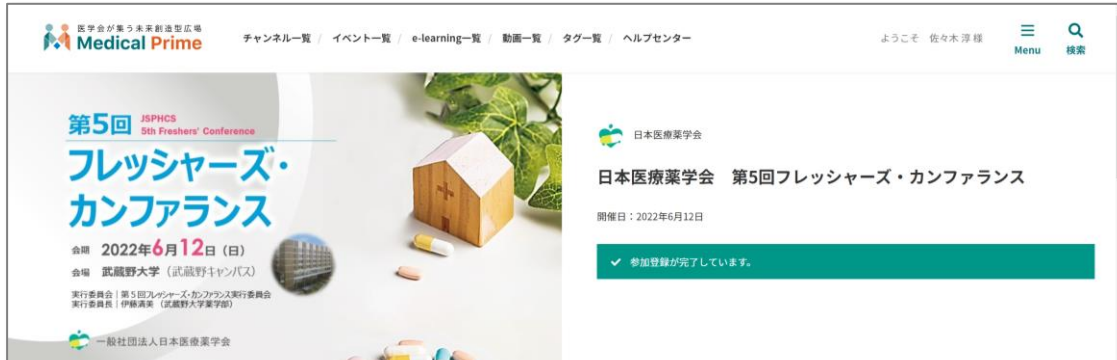 医学会が集う未来創造型広場
Medical Prime
チャンネル一覧 / イベント一覧 / e-learning一覧 / 動画一覧 / タグ一覧 / ヘルプセンター
ようこそ 佐々木 淳 様
Menu
検索
第5回 JSPHCS
5th Freshers' Conference
フレッシャーズ・
カンファランス
会期 2022年6月12日（日）
会場 武蔵野大学（武蔵野キャンパス）
実行委員会｜第5回フレッシャーズ・カンファランス実行委員会
実行委員長｜伊藤清美（武蔵野大学薬学部）
一般社団法人日本医療薬学会
日本医療薬学会
日本医療薬学会 第5回フレッシャーズ・カンファランス
開催日：2022年6月12日
参加登録が完了しています。